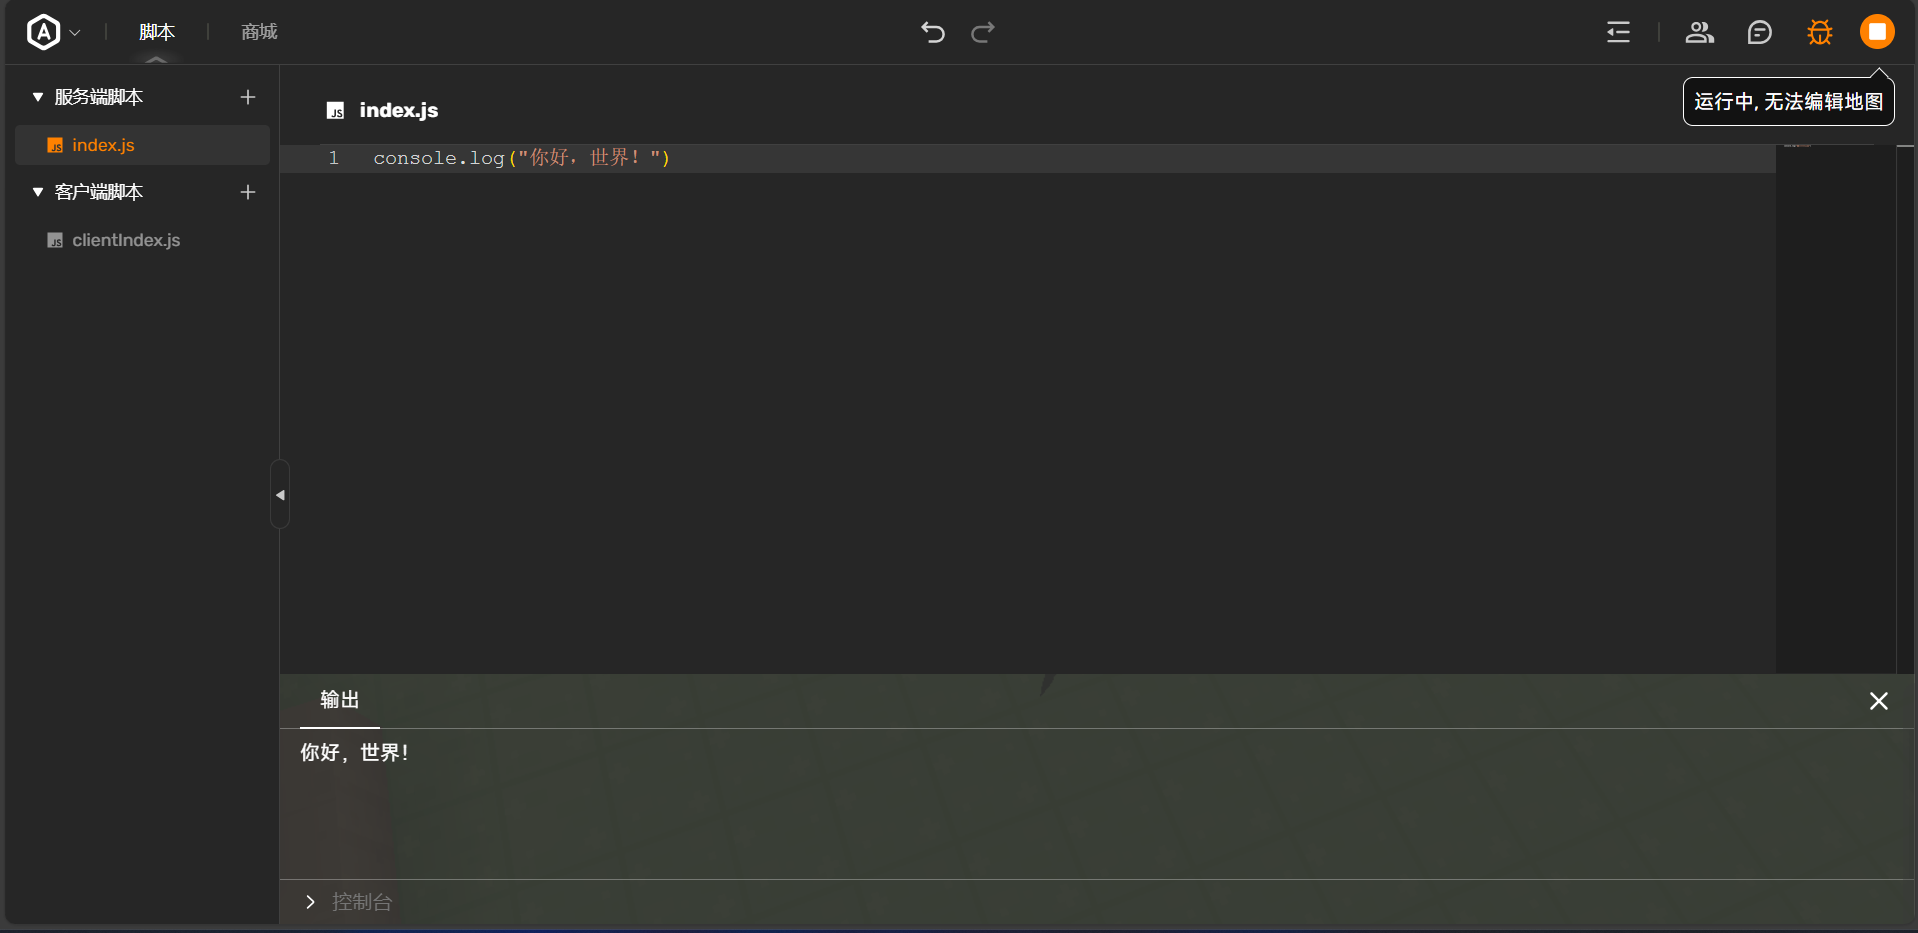 脚本
商城
运行中, 无法编辑地图
服务端脚本
index.js
客户端脚本
clientIndex.js
JS index.js
1 console.log("你好，世界！")
输出
你好，世界！
控制台